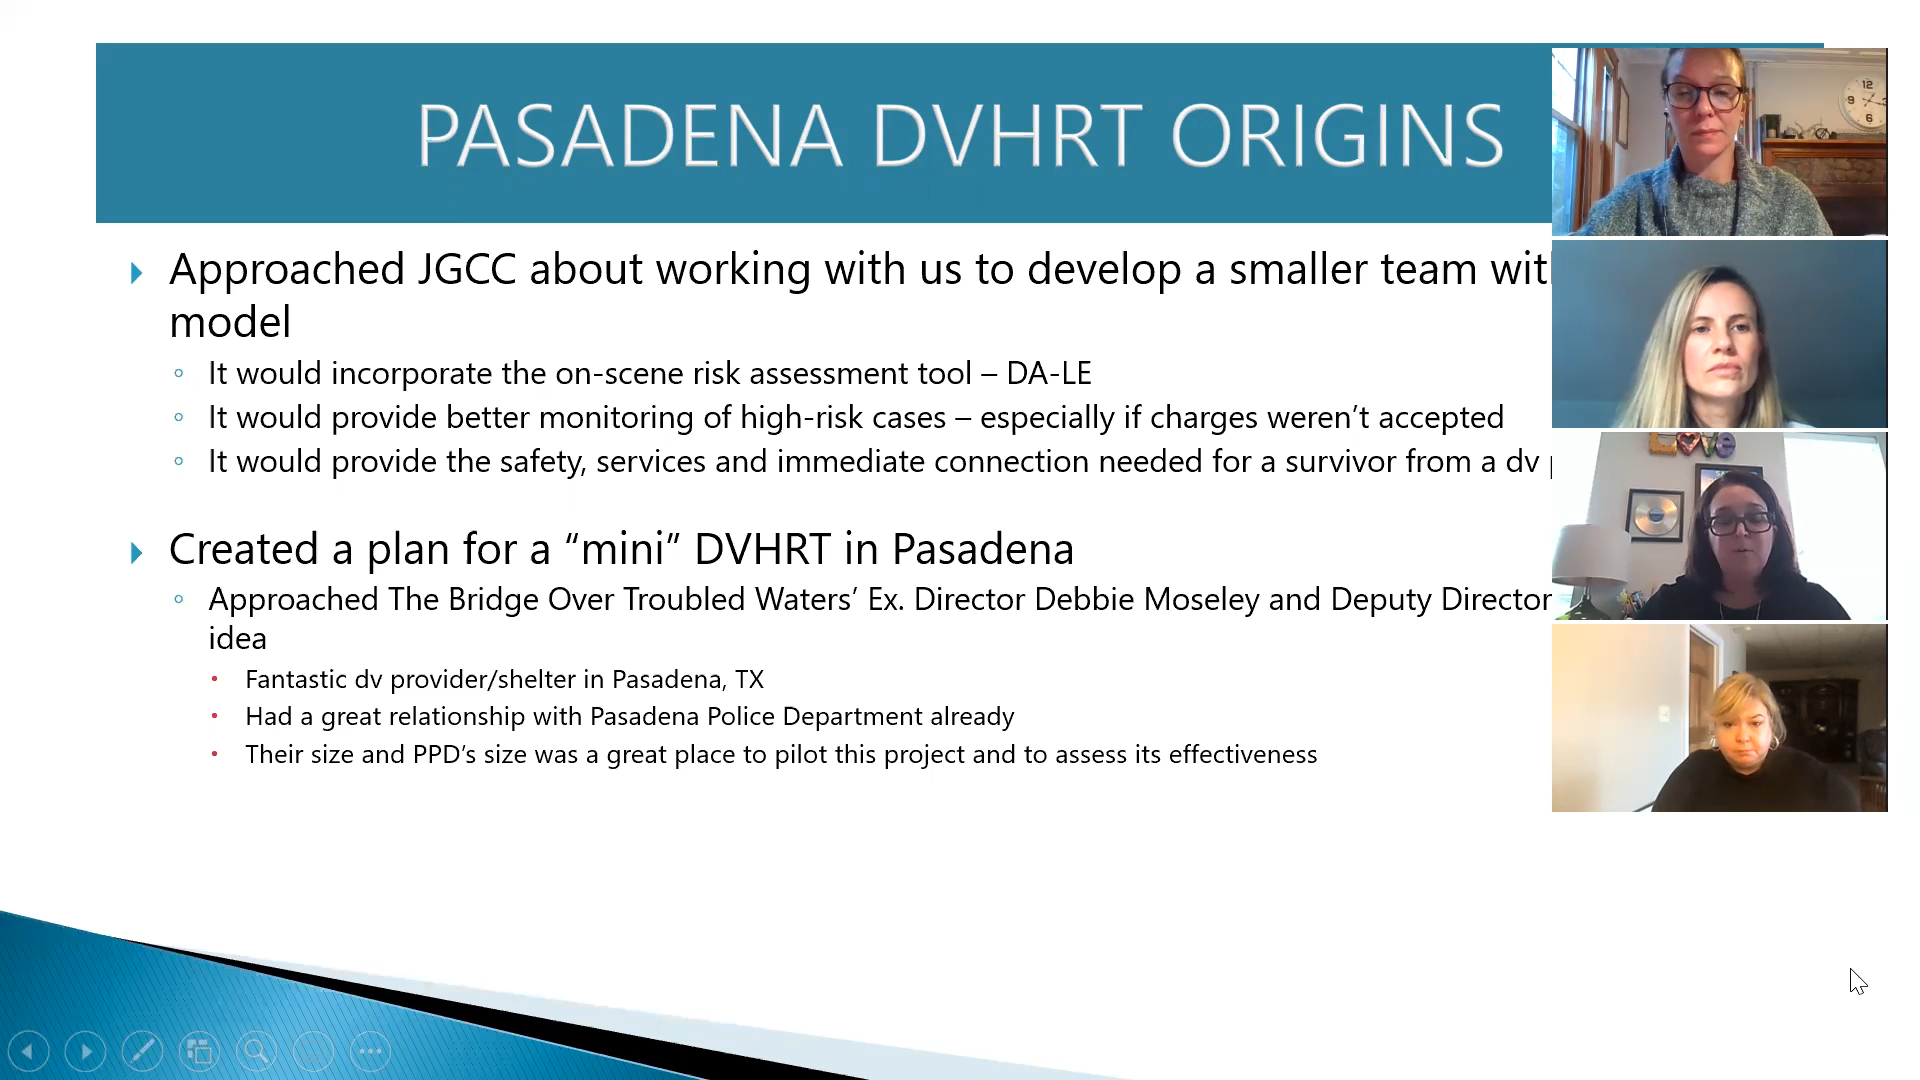 PASADENA DVHRT ORIGINS
Approached JGCC about working with us to develop a smaller team
model
It would incorporate the on-scene risk assessment tool – DA-LE
It would provide better monitoring of high-risk cases – especially if charges weren’t accepted
It would provide the safety, services and immediate connection needed for a survivor from a dv
Created a plan for a “mini” DVHRT in Pasadena
Approached The Bridge Over Troubled Waters’ Ex. Director Debbie Moseley and Deputy Director
idea
Fantastic dv provider/shelter in Pasadena, TX
Had a great relationship with Pasadena Police Department already
Their size and PPD’s size was a great place to pilot this project and to assess its effectiveness
12
9
3
6
LOVE